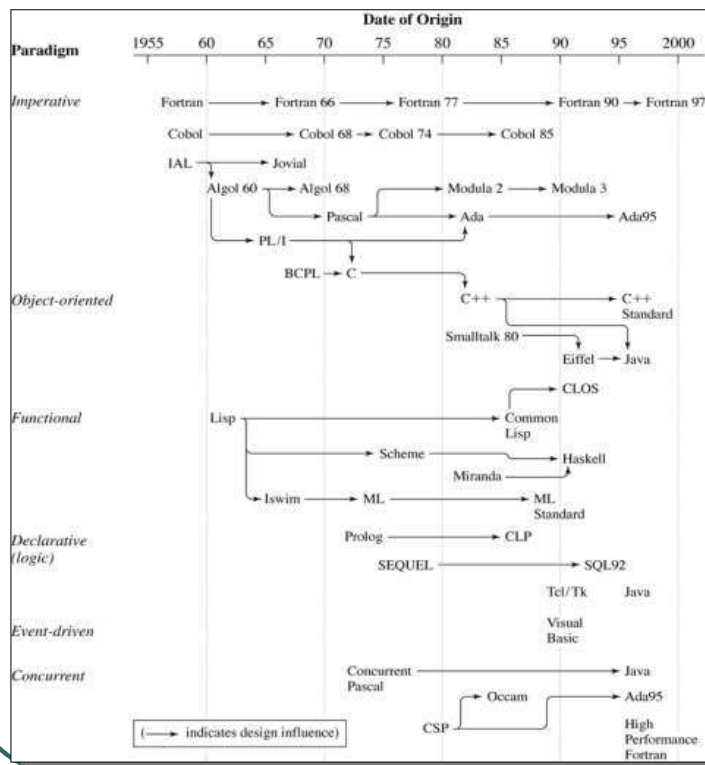 Date of Origin
Paradigm
1955 60 65 70 75 80 85 90 95 2000
Imperative
Fortran Fortran 66 Fortran 77 Fortran 90 Fortran 97
Cobol Cobol 68 Cobol 74 Cobol 85
IAL Jovial
Algol 60 Algol 68 Modula 2 Modula 3
Pascal Ada Ada95
PL/I
BCPL C
Object-oriented C++ C++
Standard
Smalltalk 80
Eiffel Java
CLOS
Functional Lisp Common
Lisp
Scheme Haskell
Miranda
Iswim ML ML
Standard
Declarative Prolog CLP
(logic)
SEQUEL SQL92
Tcl/Tk Java
Event-driven Visual
Basic
Concurrent Concurrent Java
Pascal
Occam Ada95
CSP High
Performance
Fortran
( indicates design influence)